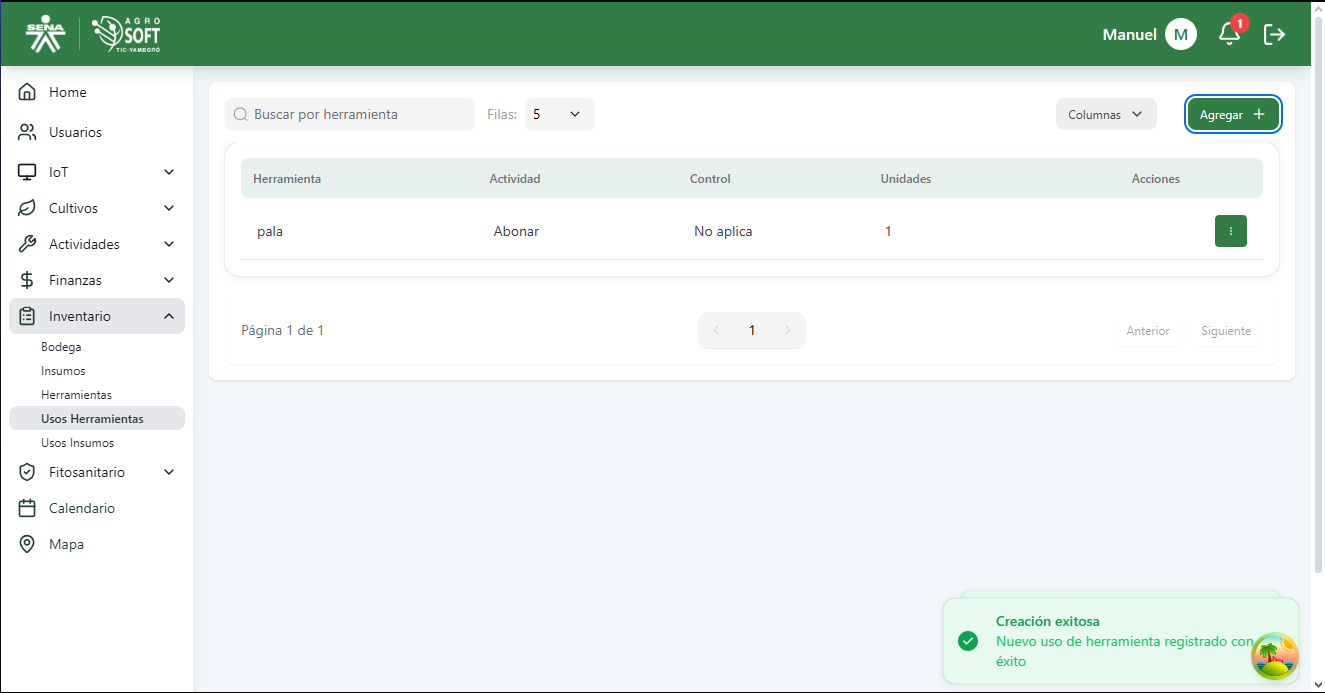 SENA
AGRO
SOFT
TIC-YAMBORÓ
Manuel M 1
Home
Usuarios
IoT
Cultivos
Actividades
Finanzas
Inventario
Bodega
Insumos
Herramientas
Usos Herramientas
Usos Insumos
Fitosanitario
Calendario
Mapa
Buscar por herramienta Filas: 5 Columnas Agregar
Herramienta Actividad Control Unidades Acciones
pala Abonar No aplica 1
Página 1 de 1 1 Anterior Siguiente
Creación exitosa
Nuevo uso de herramienta registrado con
éxito